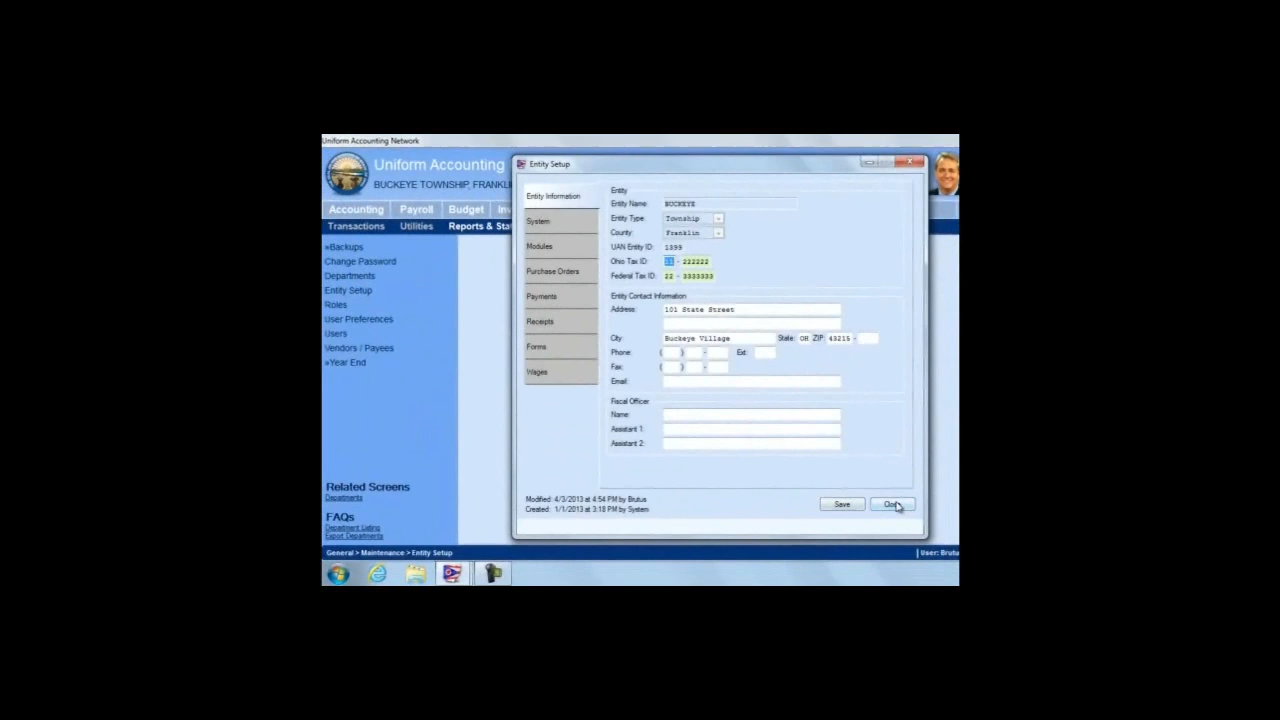 Uniform Accounting Network
Uniform Accounting
BUCKEYE TOWNSHIP, FRANKLI
Accounting Payroll Budget Inv
Transactions Utilities Reports & Sta
»Backups
Change Password
Departments
Entity Setup
Roles
User Preferences
Users
Vendors / Payees
»Year End
Related Screens
Departments
FAQs
Department Listing
Export Departments
Entity Setup
Entity Information
System
Modules
Purchase Orders
Payments
Receipts
Forms
Wages
Entity
Entity Name: BUCKEYE
Entity Type: Township
County: Franklin
UAN Entity ID: 1399
Ohio Tax ID: 11 - 222222
Federal Tax ID: 22 - 3333333
Entity Contact Information
Address: 101 State Street
City Buckeye Village State: OH ZIP: 43215 -
Phone: ( ) - Ext:
Fax: ( ) -
Email:
Fiscal Officer
Name:
Assistant 1:
Assistant 2:
Modified: 4/3/2013 at 4:54 PM by Brutus
Created: 1/1/2013 at 3:18 PM by System
Save Close
General > Maintenance > Entity Setup
User: Brutu